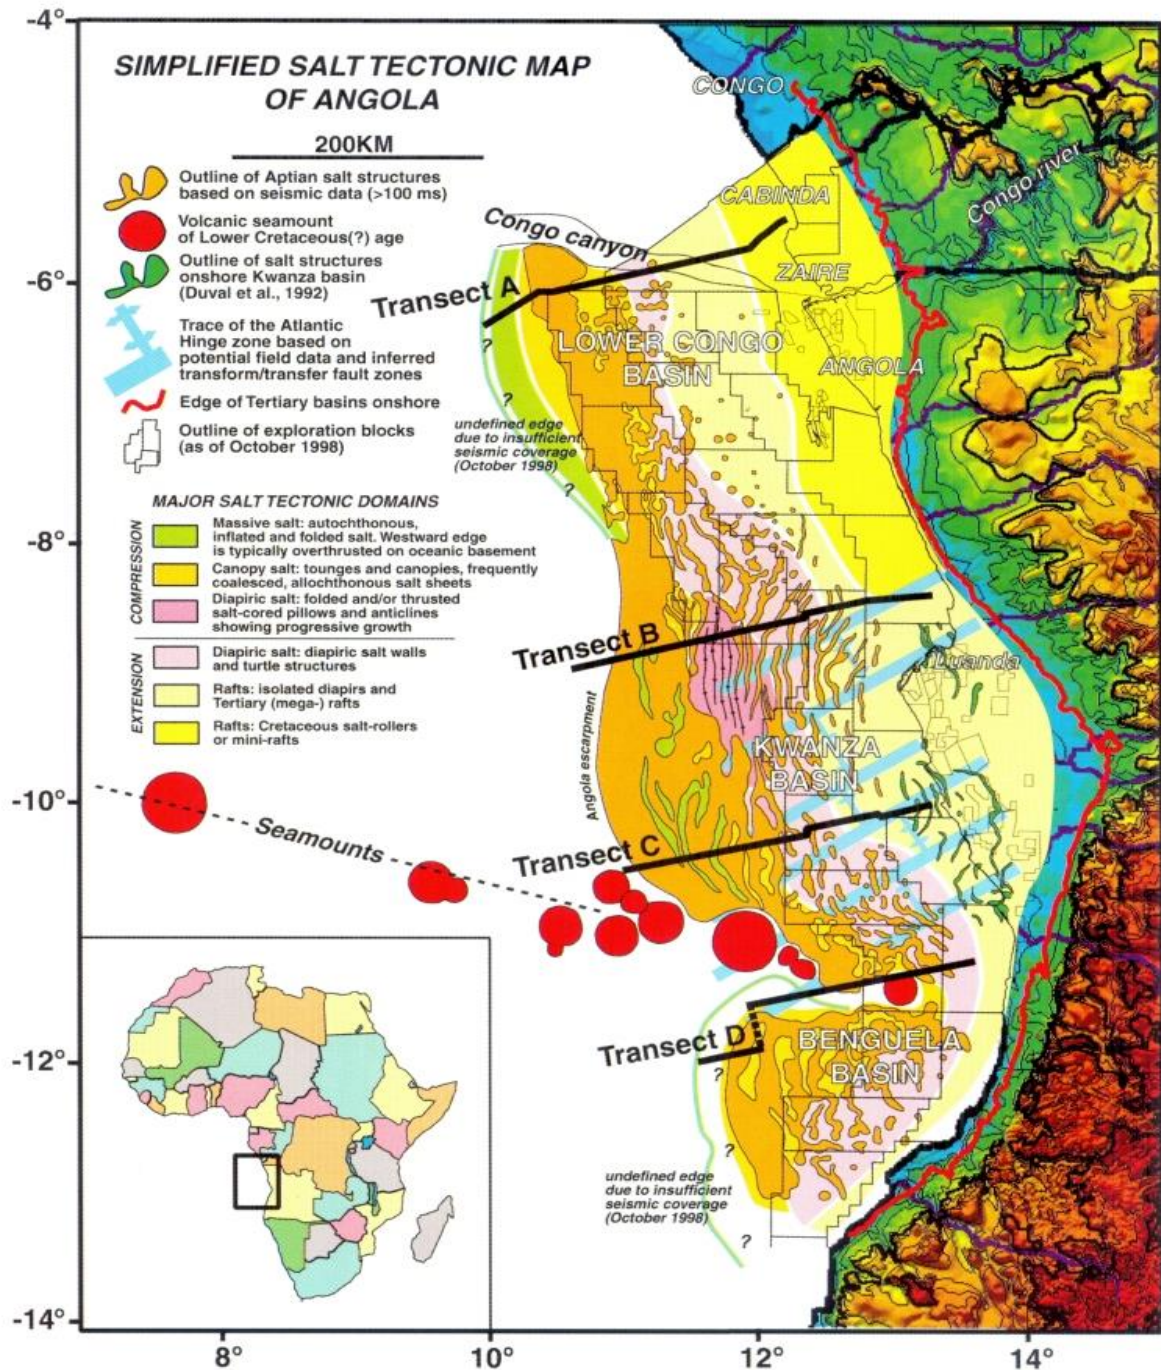 SIMPLIFIED SALT TECTONIC MAP
OF ANGOLA
200KM
Outline of Aptian salt structures
based on seismic data (>100 ms)
Volcanic seamount
of Lower Cretaceous(?) age
Outline of salt structures
onshore Kwanza basin
(Duval et al., 1992)
Trace of the Atlantic
Hinge zone based on
potential field data and inferred
transform/transfer fault zones
Edge of Tertiary basins onshore
Outline of exploration blocks
(as of October 1998)
MAJOR SALT TECTONIC DOMAINS
COMPRESSION
Massive salt: autochthonous,
inflated and folded salt. Westward edge
is typically overthrusted on oceanic basement
Canopy salt: tounges and canopies, frequently
coalesced, allochthonous salt sheets
Diapiric salt: folded and/or thrusted
salt-cored pillows and anticlines
showing progressive growth
EXTENSION
Diapiric salt: diapiric salt walls
and turtle structures
Rafts: isolated diapirs and
Tertiary (mega-) rafts
Rafts: Cretaceous salt-rollers
or mini-rafts
CONGO
Congo river
CABINDA
Congo canyon
ZAIRE
Transect A
LOWER CONGO
BASIN
ANGOLA
?
?
undefined edge
due to insufficient
seismic coverage
(October 1998)
?
Transect B
Luanda
Angola escarpment
KWANZA
BASIN
Seamounts
Transect C
Transect D
BENGUELA
BASIN
?
?
undefined edge
due to insufficient
seismic coverage
(October 1998)
?
-4°
-6°
-8°
-10°
-12°
-14°
8°
10°
12°
14°